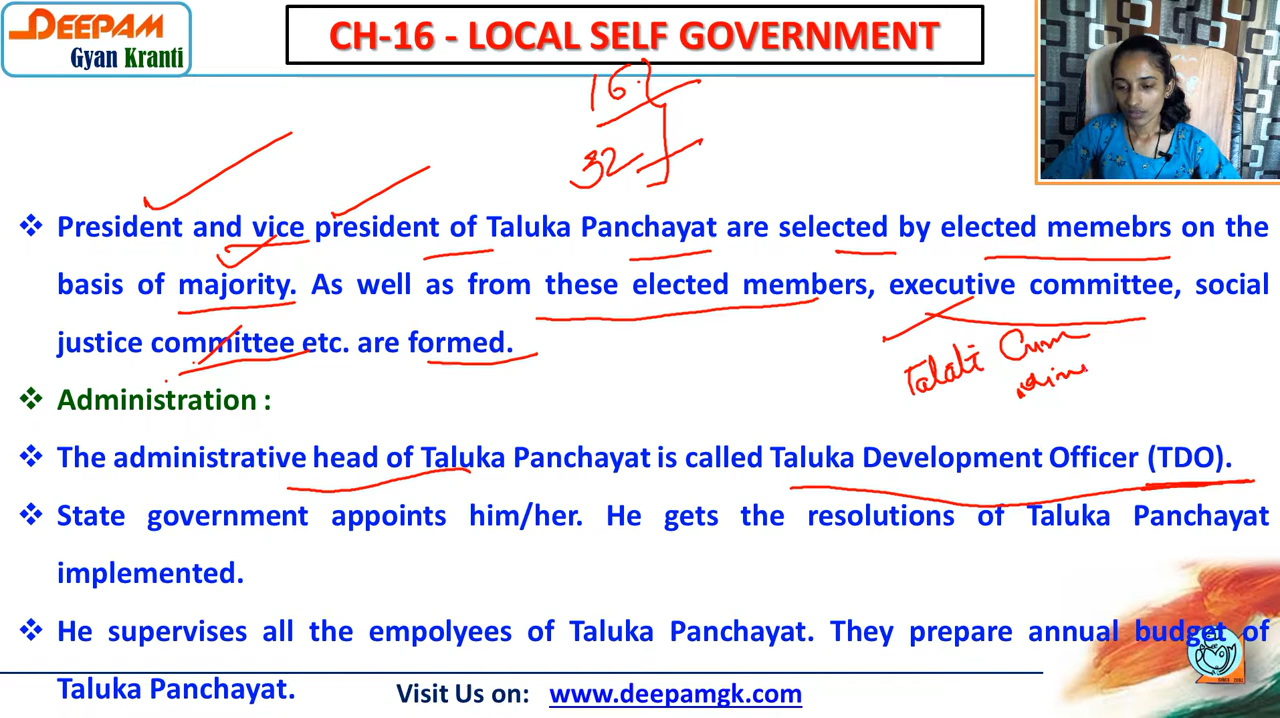 DEEPAM
Gyan Kranti
CH-16 - LOCAL SELF GOVERNMENT
16
32
❖ President and vice president of Taluka Panchayat are selected by elected memebrs on the
basis of majority. As well as from these elected members, executive committee, social
justice committee etc. are formed.
Talati Cum
❖ Administration :
❖ The administrative head of Taluka Panchayat is called Taluka Development Officer (TDO).
❖ State government appoints him/her. He gets the resolutions of Taluka Panchayat
implemented.
❖ He supervises all the empolyees of Taluka Panchayat. They prepare annual budget of
Taluka Panchayat.
Visit Us on: www.deepamgk.com